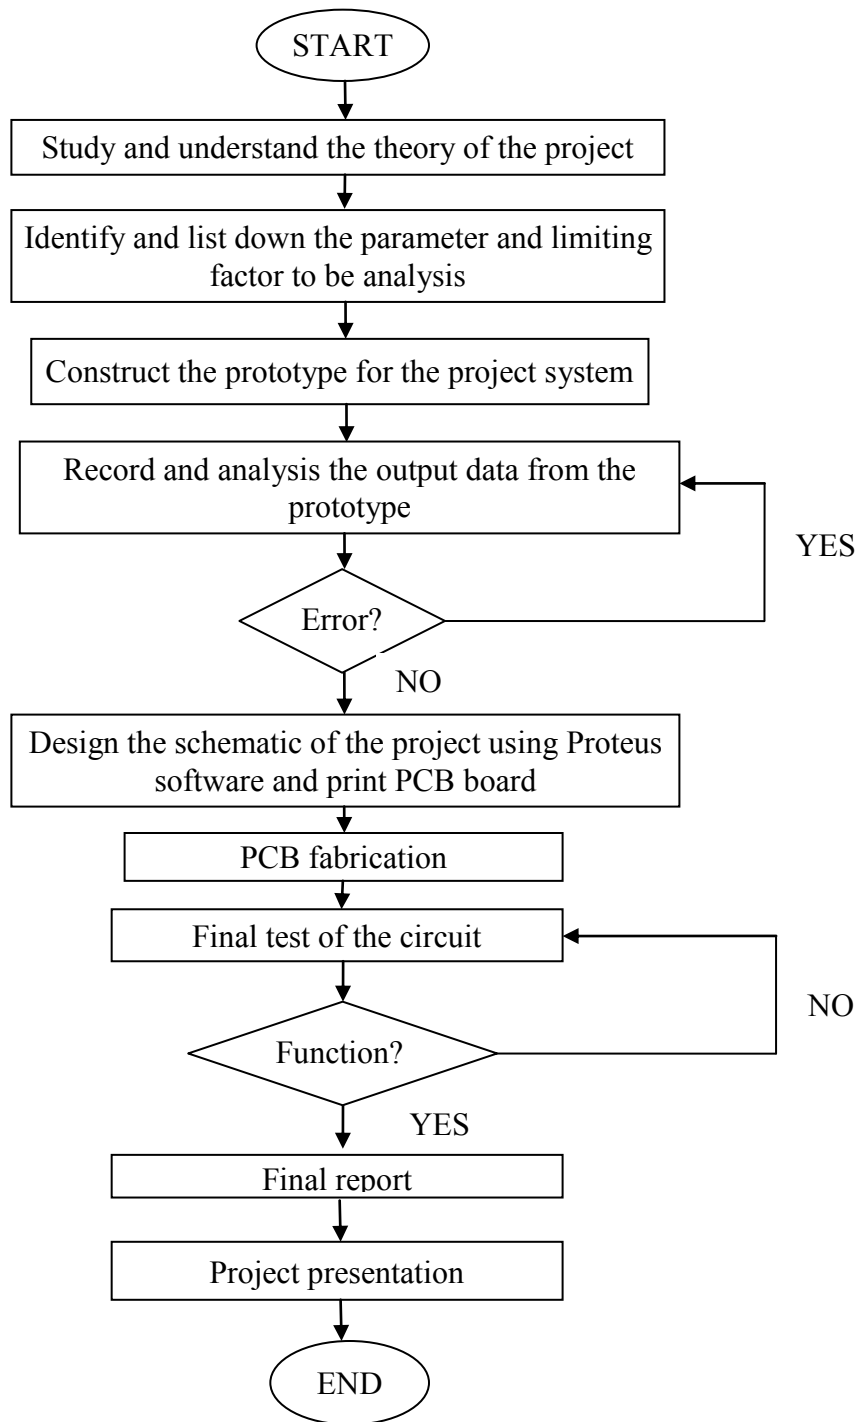 START
Study and understand the theory of the project
Identify and list down the parameter and limiting
factor to be analysis
Construct the prototype for the project system
Record and analysis the output data from the
prototype
YES
Error?
NO
Design the schematic of the project using Proteus
software and print PCB board
PCB fabrication
Final test of the circuit
NO
Function?
YES
Final report
Project presentation
END